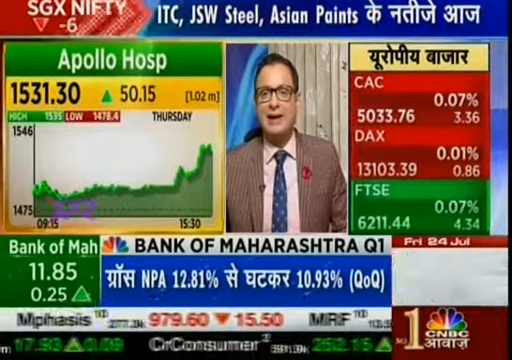 SGX NIFTY
▼ -6
ITC, JSW Steel, Asian Paints के नतीजे आज
Apollo Hosp
1531.30 ▲ 50.15 [1.02 m]
HIGH 1535 LOW 1478.4 THURSDAY
1546
1475
09:15 15:30
यूरोपीय बाजार
CAC
0.07%
5033.76 3.36
DAX
0.01%
13103.39 0.86
FTSE
0.07%
6211.44 4.34
Bank of Mah
11.85
0.25 ▲
BANK OF MAHARASHTRA Q1
ग्रॉस NPA 12.81% से घटकर 10.93% (QoQ)
Fri 24 Jul
Mphasis 979.60 ▼ 15.50 MRF
CrConsumer
NO 1 CNBC
आवाज़